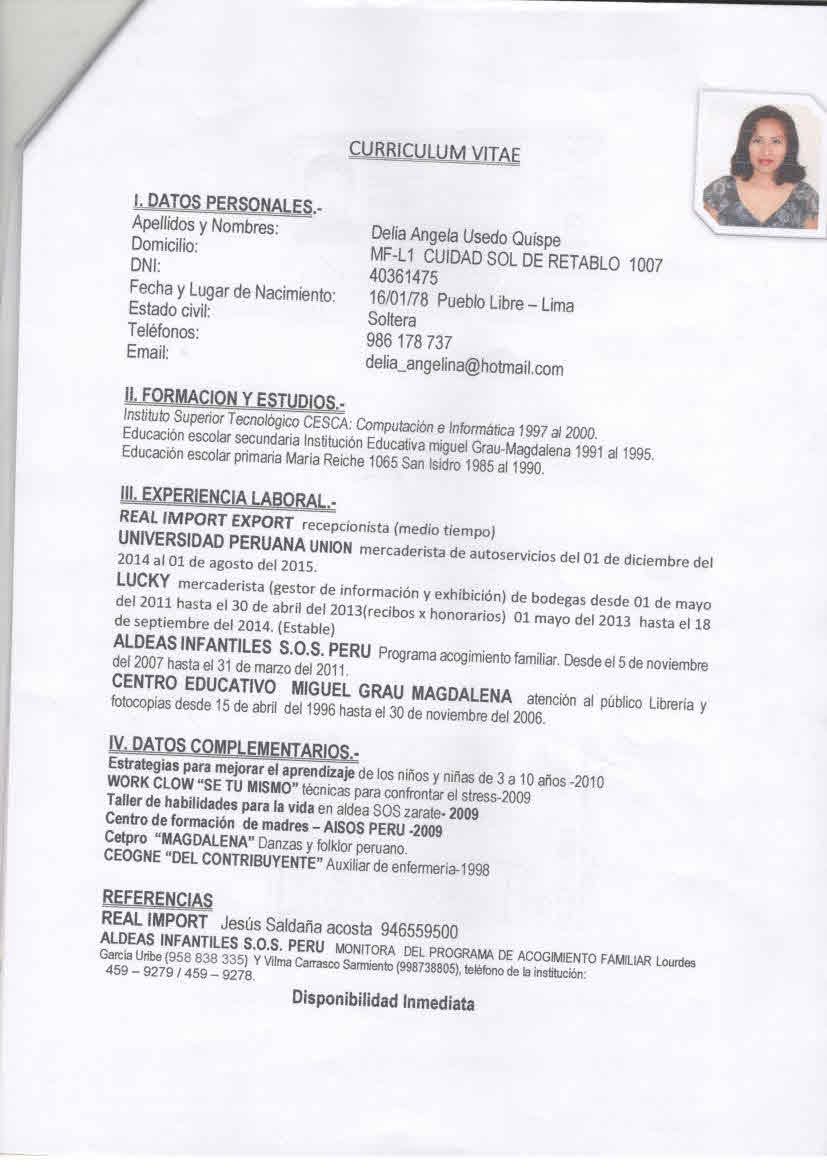 CURRICULUM VITAE
I. DATOS PERSONALES.-
Apellidos y Nombres: Delia Angela Usedo Quispe
Domicilio: MF-L1 CUIDAD SOL DE RETABLO 1007
DNI: 40361475
Fecha y Lugar de Nacimiento: 16/01/78 Pueblo Libre – Lima
Estado civil: Soltera
Teléfonos: 986 178 737
Email: delia_angelina@hotmail.com
II. FORMACION Y ESTUDIOS.-
Instituto Superior Tecnológico CESCA: Computación e Informática 1997 al 2000.
Educación escolar secundaria Institución Educativa miguel Grau-Magdalena 1991 al 1995.
Educación escolar primaria Maria Reiche 1065 San Isidro 1985 al 1990.
III. EXPERIENCIA LABORAL.-
REAL IMPORT EXPORT recepcionista (medio tiempo)
UNIVERSIDAD PERUANA UNION mercaderista de autoservicios del 01 de diciembre del
2014 al 01 de agosto del 2015.
LUCKY mercaderista (gestor de información y exhibición) de bodegas desde 01 de mayo
del 2011 hasta el 30 de abril del 2013(recibos x honorarios) 01 mayo del 2013 hasta el 18
de septiembre del 2014. (Estable)
ALDEAS INFANTILES S.O.S. PERU Programa acogimiento familiar. Desde el 5 de noviembre
del 2007 hasta el 31 de marzo del 2011.
CENTRO EDUCATIVO MIGUEL GRAU MAGDALENA atención al público Librería y
fotocopias desde 15 de abril del 1996 hasta el 30 de noviembre del 2006.
IV. DATOS COMPLEMENTARIOS.-
Estrategias para mejorar el aprendizaje de los niños y niñas de 3 a 10 años -2010
WORK CLOW “SE TU MISMO” técnicas para confrontar el stress-2009
Taller de habilidades para la vida en aldea SOS zarate- 2009
Centro de formación de madres – AISOS PERU -2009
Cetpro “MAGDALENA” Danzas y folklor peruano.
CEOGNE “DEL CONTRIBUYENTE” Auxiliar de enfermeria-1998
REFERENCIAS
REAL IMPORT Jesús Saldaña acosta 946559500
ALDEAS INFANTILES S.O.S. PERU MONITORA DEL PROGRAMA DE ACOGIMIENTO FAMILIAR Lourdes
García Uribe (958 838 335) Y Vilma Carrasco Sarmiento (998738805), teléfono de la institución:
459 – 9279 / 459 – 9278.
Disponibilidad Inmediata